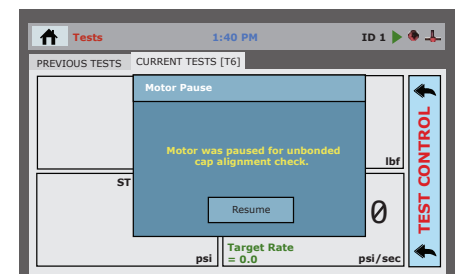 Tests 1:40 PM ID 1
PREVIOUS TESTS CURRENT TESTS [T6]
Motor Pause
Motor was paused for unbonded
cap alignment check.
lbf
ST
Resume
0
Target Rate
= 0.0
psi
psi/sec
TEST CONTROL